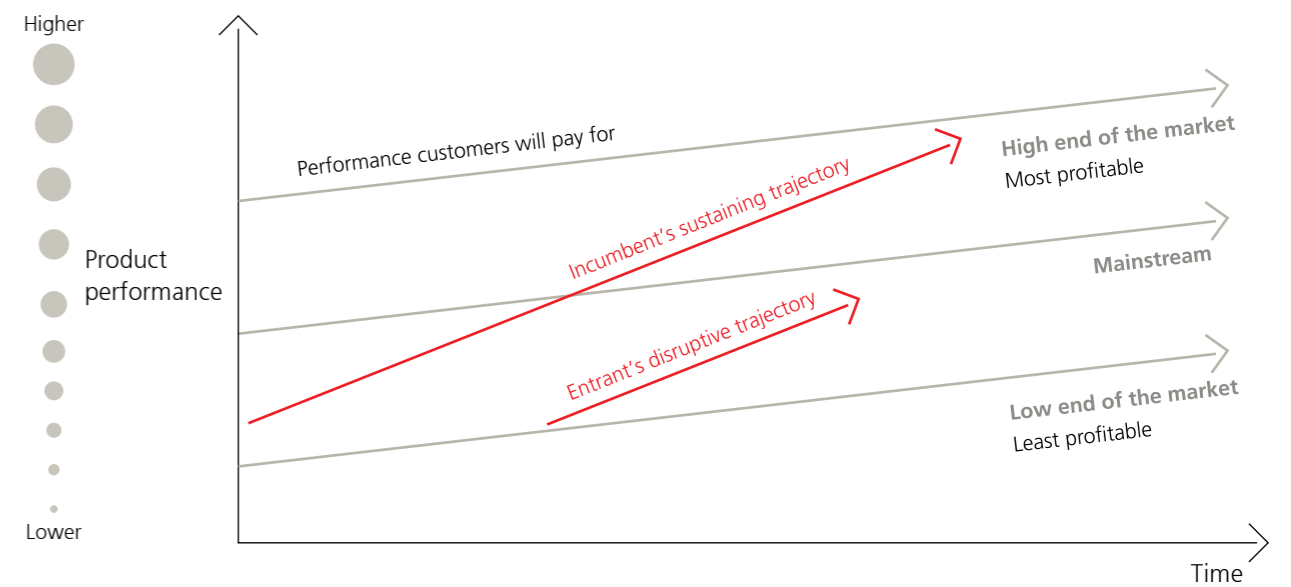 Higher
Performance customers will pay for
High end of the market
Most profitable
Incumbent's sustaining trajectory
Product
performance
Mainstream
Entrant's disruptive trajectory
Low end of the market
Least profitable
Lower
Time